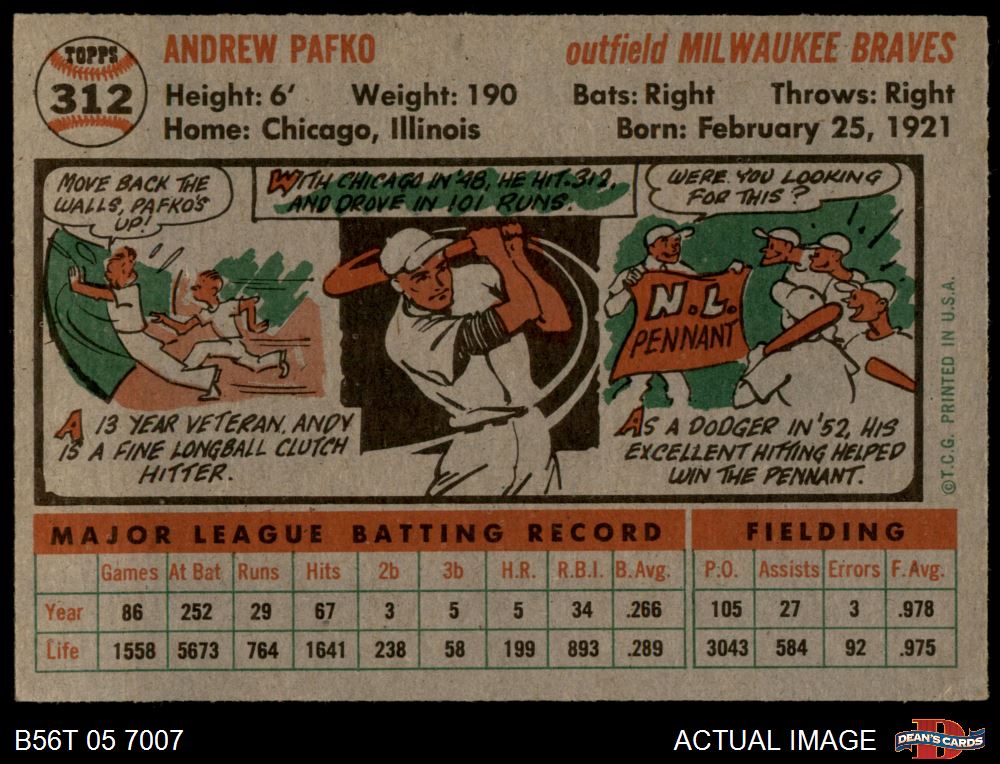 TOPPS
312
ANDREW PAFKO
outfield MILWAUKEE BRAVES
Height: 6' Weight: 190 Bats: Right Throws: Right
Home: Chicago, Illinois Born: February 25, 1921
MOVE BACK THE
WALLS, PAFKO'S
UP!
WITH CHICAGO IN '48, HE HIT .312,
AND DROVE IN 101 RUNS.
WERE YOU LOOKING
FOR THIS?
N.L.
PENNANT
A 13 YEAR VETERAN, ANDY
IS A FINE LONGBALL CLUTCH
HITTER.
AS A DODGER IN '52, HIS
EXCELLENT HITTING HELPED
WIN THE PENNANT.
©T.C.G. PRINTED IN U.S.A.
MAJOR LEAGUE BATTING RECORD FIELDING
Games At Bat Runs Hits 2b 3b H.R. R.B.I. B.Avg. P.O. Assists Errors F.Avg.
Year 86 252 29 67 3 5 5 34 .266 105 27 3 .978
Life 1558 5673 764 1641 238 58 199 893 .289 3043 584 92 .975
B56T 05 7007 ACTUAL IMAGE
D
DEAN'S CARDS